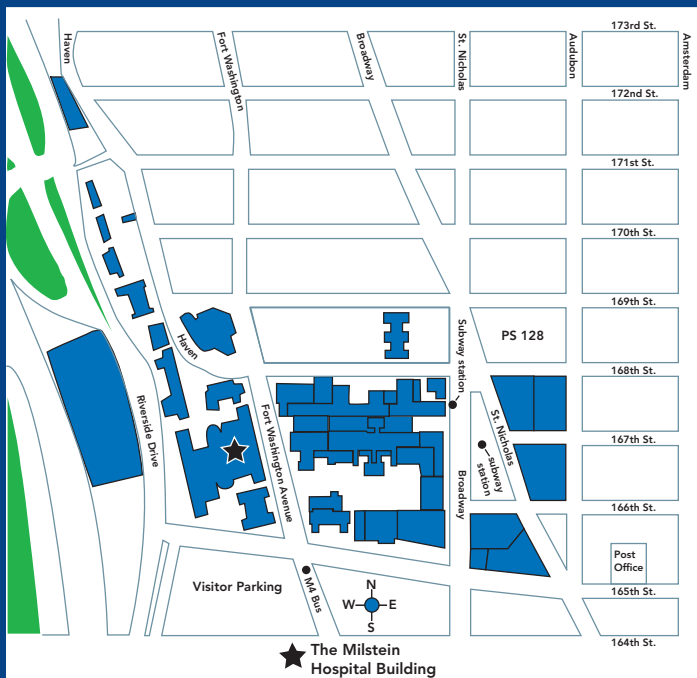 173rd St.
Haven
Fort Washington
Broadway
St. Nicholas
Audubon
Amsterdam
172nd St.
171st St.
170th St.
169th St.
PS 128
Haven
Subway station
168th St.
Riverside Drive
Fort Washington Avenue
St. Nicholas
167th St.
subway
station
Broadway
166th St.
Post
Office
Visitor Parking
M4 Bus
N
W E
S
165th St.
164th St.
The Milstein
Hospital Building